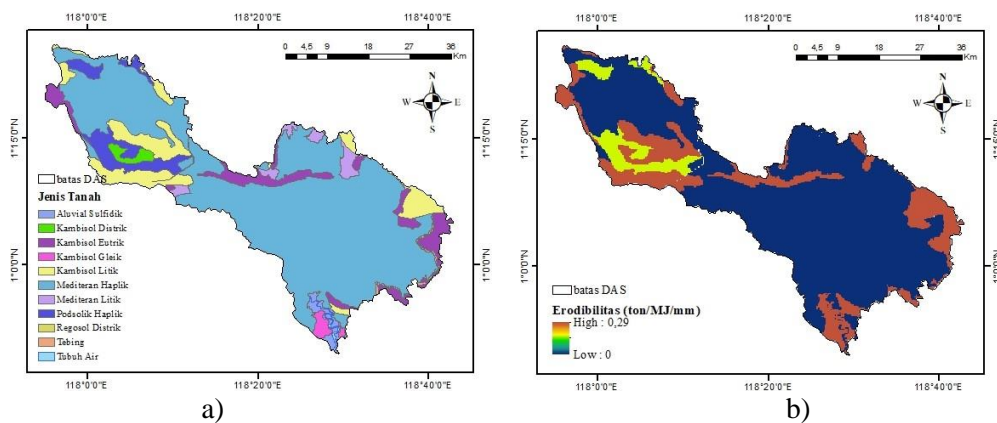 118°0'0"E 118°20'0"E 118°40'0"E
0 4,5 9 18 27 36
Km
N
W E
S
1°15'0"N
1°0'0"N
batas DAS
Jenis Tanah
Aluvial Sulfidik
Kambisol Distrik
Kambisol Eutrik
Kambisol Gleik
Kambisol Litik
Mediteran Haplik
Mediteran Litik
Podsolik Haplik
Regosol Distrik
Tebing
Tubuh Air
118°0'0"E 118°20'0"E 118°40'0"E
a)
118°0'0"E 118°20'0"E 118°40'0"E
0 4,5 9 18 27 36
Km
N
W E
S
1°0'0"N
batas DAS
Erodibilitas (ton/MJ/mm)
High : 0,29
Low : 0
118°0'0"E 118°20'0"E 118°40'0"E
b)